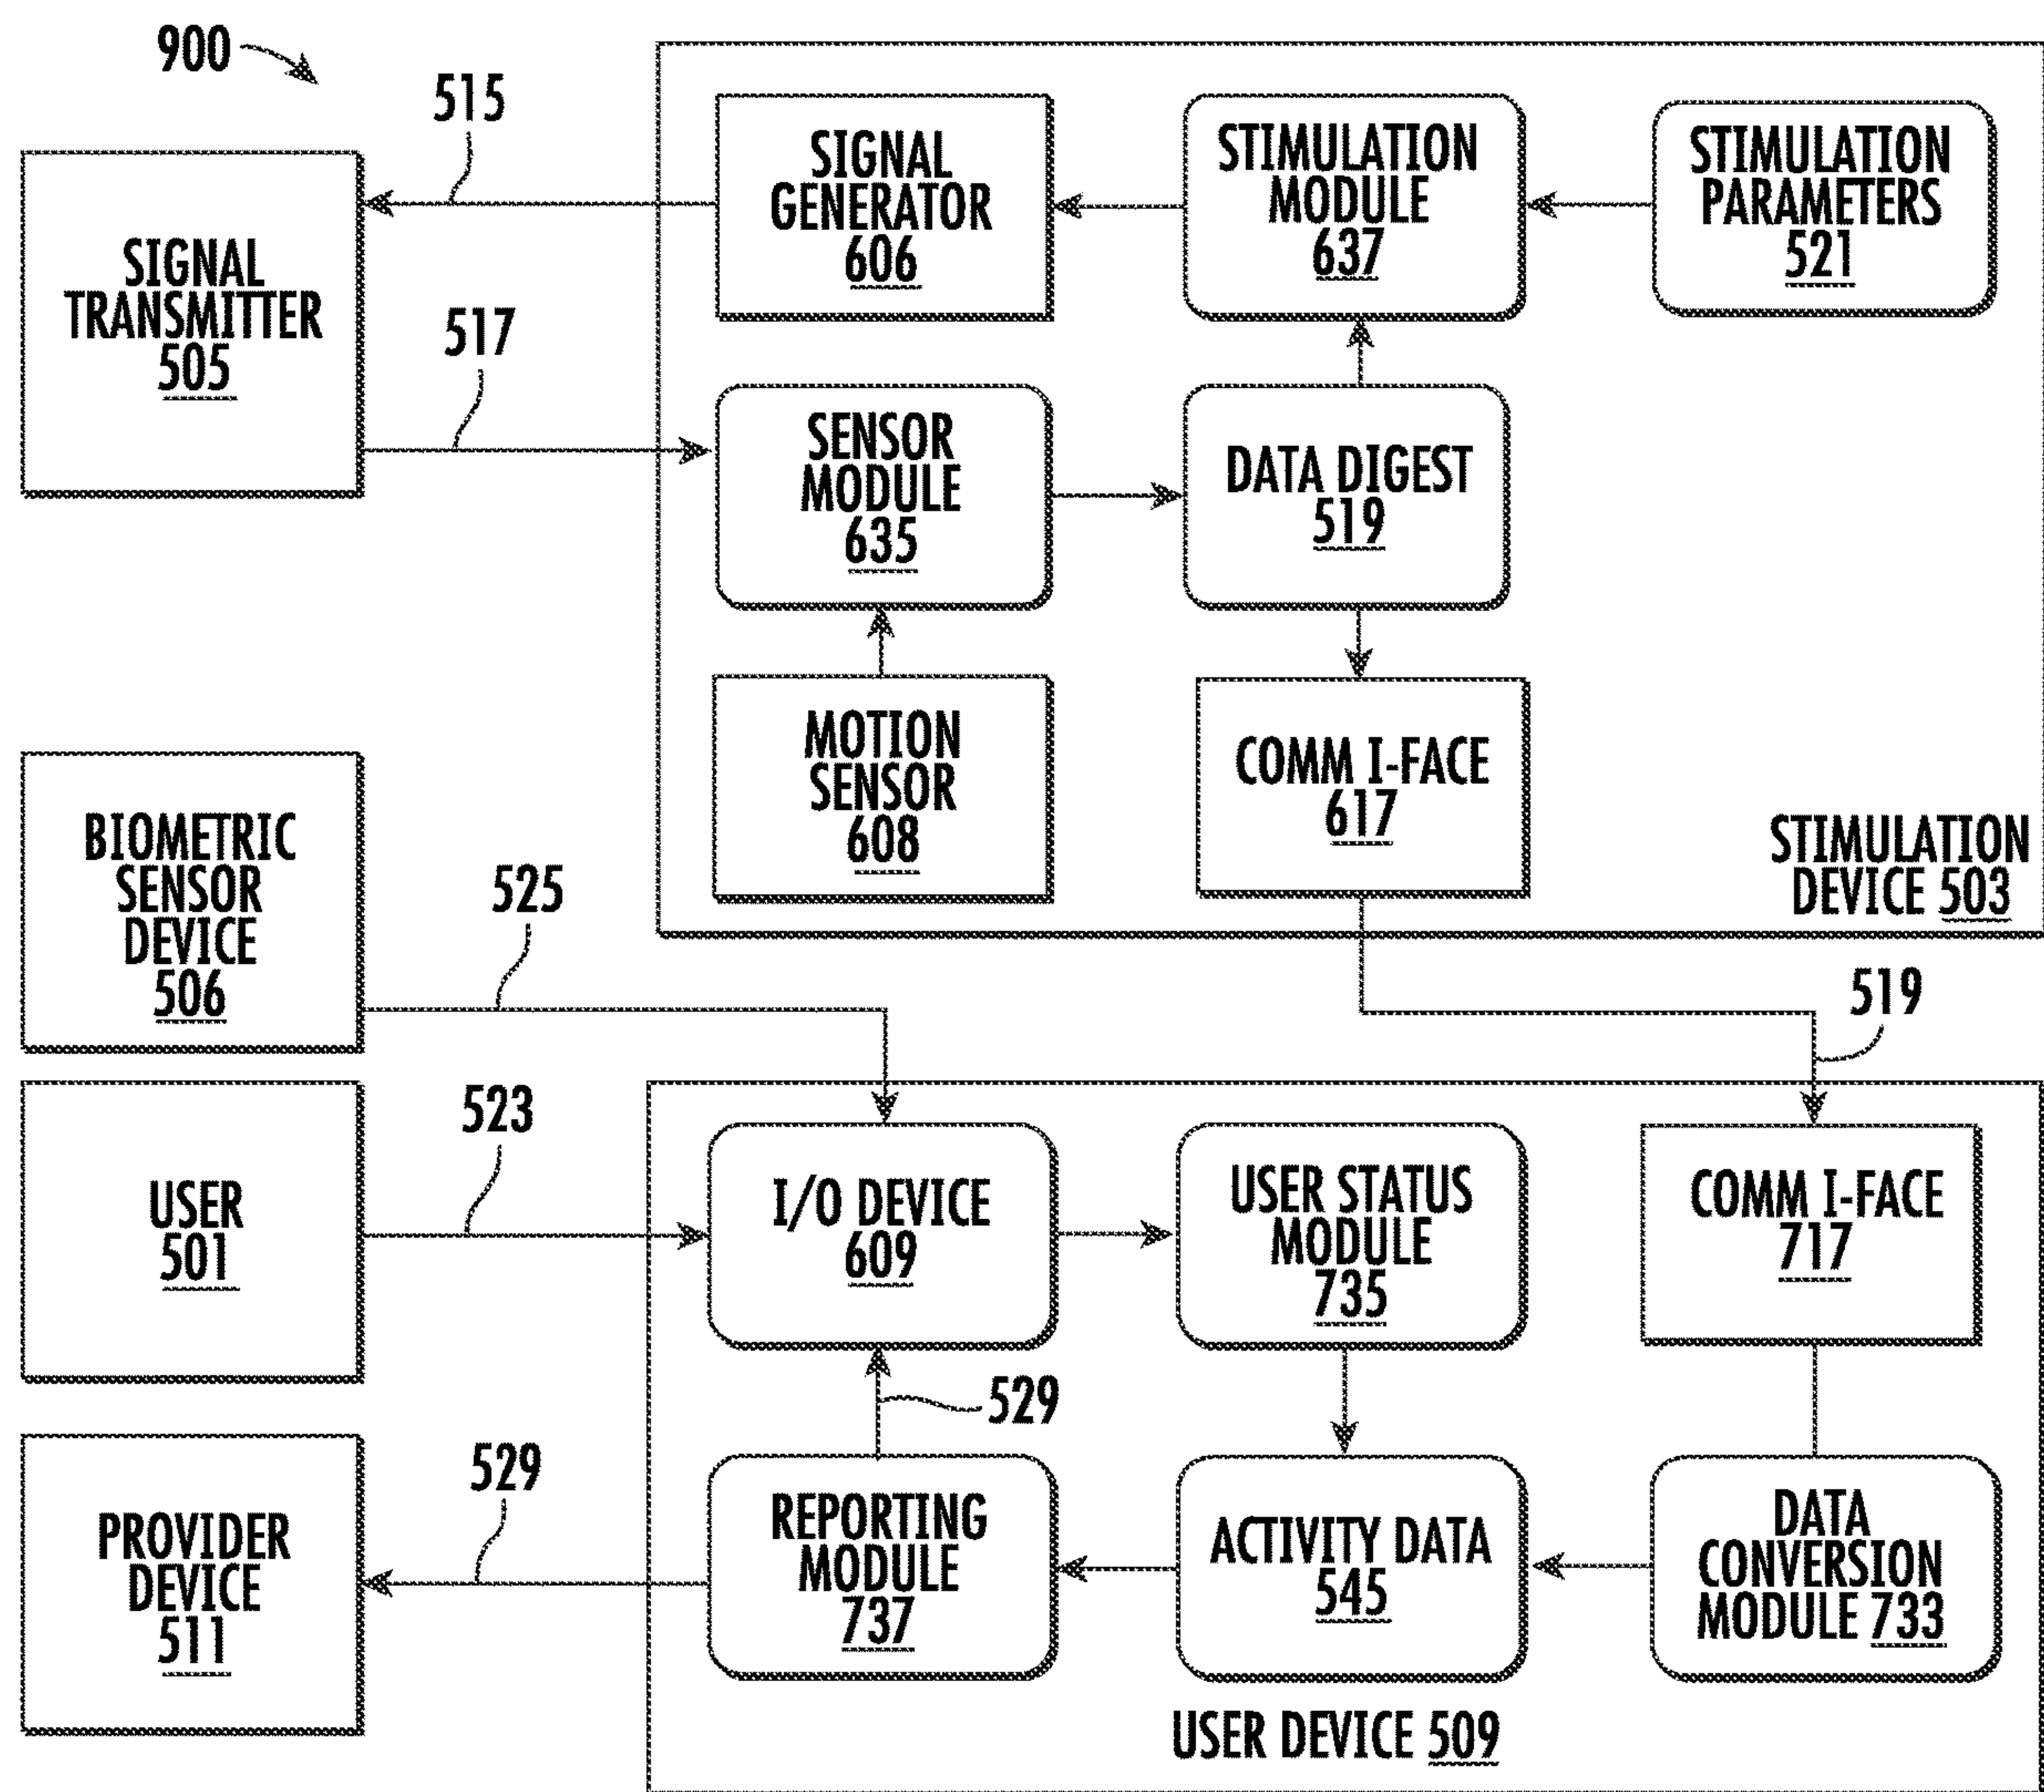 900
515
SIGNAL
TRANSMITTER
505
517
SIGNAL
GENERATOR
606
STIMULATION
MODULE
637
STIMULATION
PARAMETERS
521
SENSOR
MODULE
635
DATA DIGEST
519
MOTION
SENSOR
608
COMM I-FACE
617
STIMULATION
DEVICE 503
BIOMETRIC
SENSOR
DEVICE
506
525
519
USER
501
523
I/O DEVICE
609
USER STATUS
MODULE
735
COMM I-FACE
717
529
PROVIDER
DEVICE
511
529
REPORTING
MODULE
737
ACTIVITY DATA
545
DATA
CONVERSION
MODULE 733
USER DEVICE 509